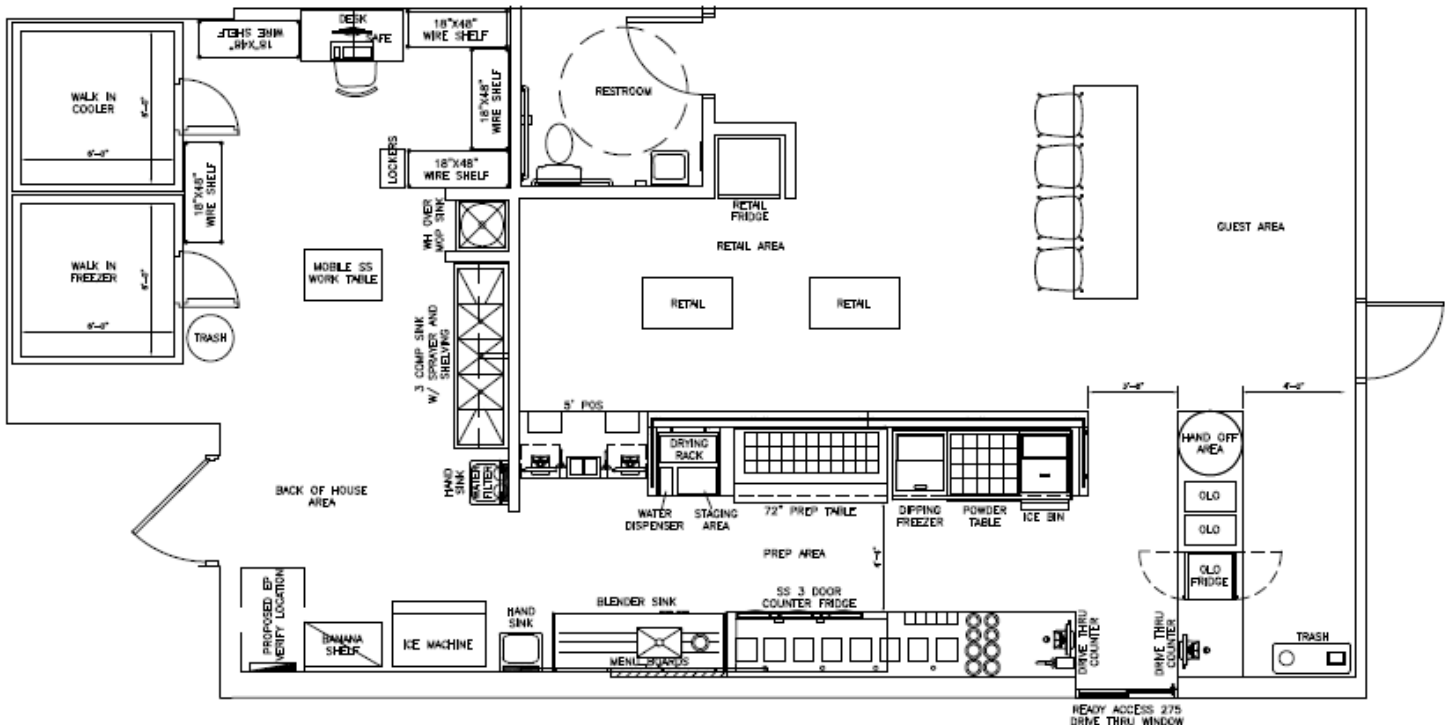 DESK
SAFE
18"X48"
WIRE SHELF
18"X48"
WIRE SHELF
18"X48"
WIRE SHELF
18"X48"
WIRE SHELF
LOCKERS
WALK IN
COOLER
18"X48"
WIRE SHELF
WALK IN
FREEZER
TRASH
MOBILE SS
WORK TABLE
WH OVER
MOP SINK
3 COMP SINK
W/ SPRAYER AND
SHELVING
RESTROOM
RETAIL
FRIDGE
RETAIL AREA
RETAIL
RETAIL
GUEST AREA
5' POS
HAND
SINK
WATER
FILTER
BACK OF HOUSE
AREA
DRYING
RACK
WATER
DISPENSER
STAGING
AREA
72" PREP TABLE
DIPPING
FREEZER
POWDER
TABLE
ICE BIN
4'-0"
HAND OFF
AREA
OLO
OLO
OLO
FRIDGE
PREP AREA
PROPOSED EP
VERIFY LOCATION
BANANA
SHELF
ICE MACHINE
HAND
SINK
BLENDER SINK
MENU BOARDS
SS 3 DOOR
COUNTER FRIDGE
DRIVE THRU
COUNTER
DRIVE THRU
COUNTER
TRASH
READY ACCESS 275
DRIVE THRU WINDOW